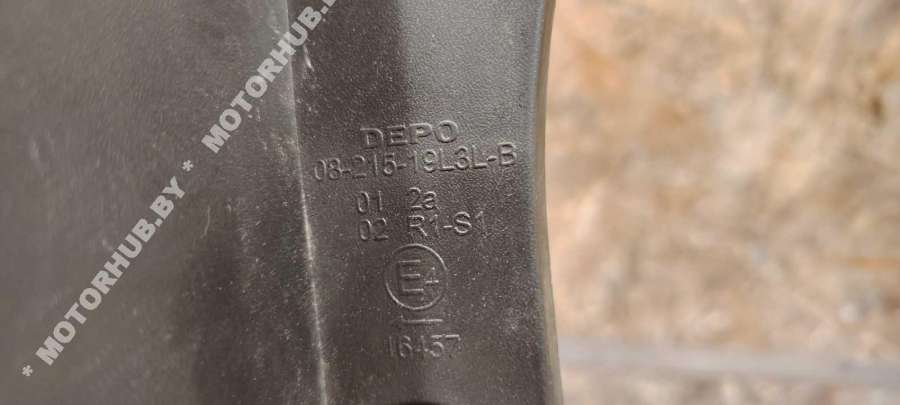 DEPO
08-215-19L3L-B
01 2a
02 R1-S1
E4
16457
* MOTORHUB.BY * MOTORHUB.BY *